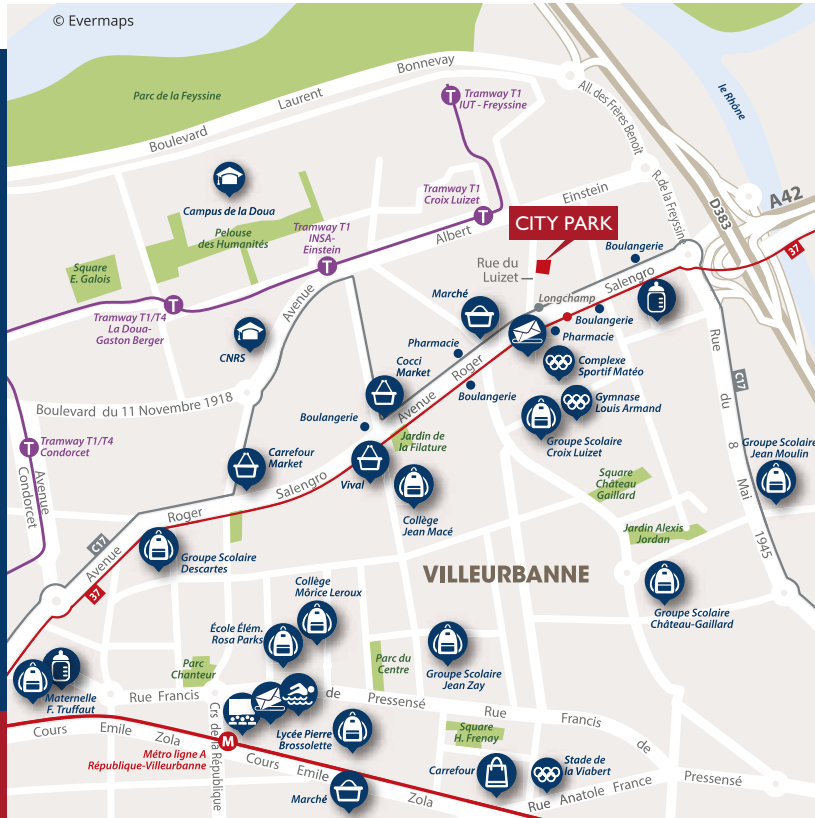 © Evermaps
Bonnevay
Laurent
Boulevard
Parc de la Feyssine
Tramway T1
IUT - Freyssine
All. des Frères Benoît
le Rhône
R.de la Freyssine
D383
A42
37
Campus de la Doua
Pelouse
des Humanités
Tramway T1
INSA-
Einstein
Tramway T1
Croix Luizet
Albert
Einstein
CITY PARK
Rue du
Luizet
Boulangerie
Salengro
Longchamp
Square
E. Galois
Tramway T1/T4
La Doua-
Gaston Berger
Avenue
CNRS
Marché
Boulangerie
Pharmacie
Pharmacie
Cocci
Market
Avenue
Roger
Boulangerie
Complexe
Sportif Matéo
Gymnase
Louis Armand
Groupe Scolaire
Croix Luizet
Rue
du
8
Mai
1945
C17
Groupe Scolaire
Jean Moulin
Boulevard du 11 Novembre 1918
Boulangerie
Tramway T1/T4
Condorcet
Avenue
Condorcet
Carrefour
Market
Jardin de
la Filature
Vival
Salengro
Roger
Avenue
C17
37
Collège
Jean Macé
Square
Château
Gaillard
Jardin Alexis
Jordan
Groupe Scolaire
Descartes
VILLEURBANNE
Collège
Môrice Leroux
École Élém.
Rosa Parks
Groupe Scolaire
Château-Gaillard
Parc
Chanteur
Parc du
Centre
Groupe Scolaire
Jean Zay
Maternelle
F. Truffaut
Rue Francis
de
Pressensé
Rue
Francis
de
Pressensé
Cours
Emile
Zola
Crs de la République
M
Métro ligne A
République-Villeurbanne
Lycée Pierre
Brossolette
Cours
Emile
Zola
Square
H. Frenay
Carrefour
Stade de
la Viabert
Marché
Rue Anatole France
T
T
T
T
T